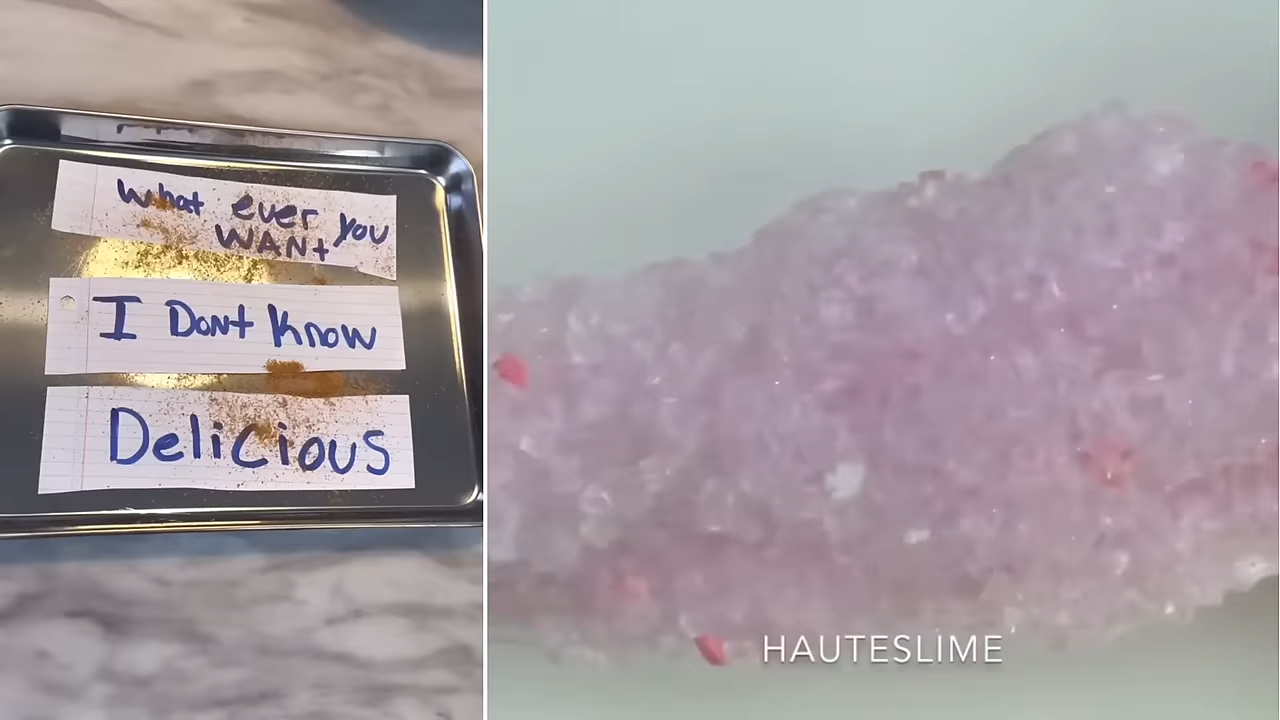 What ever you
WANt
I Dont Know
Delicious
HAUTESLIME